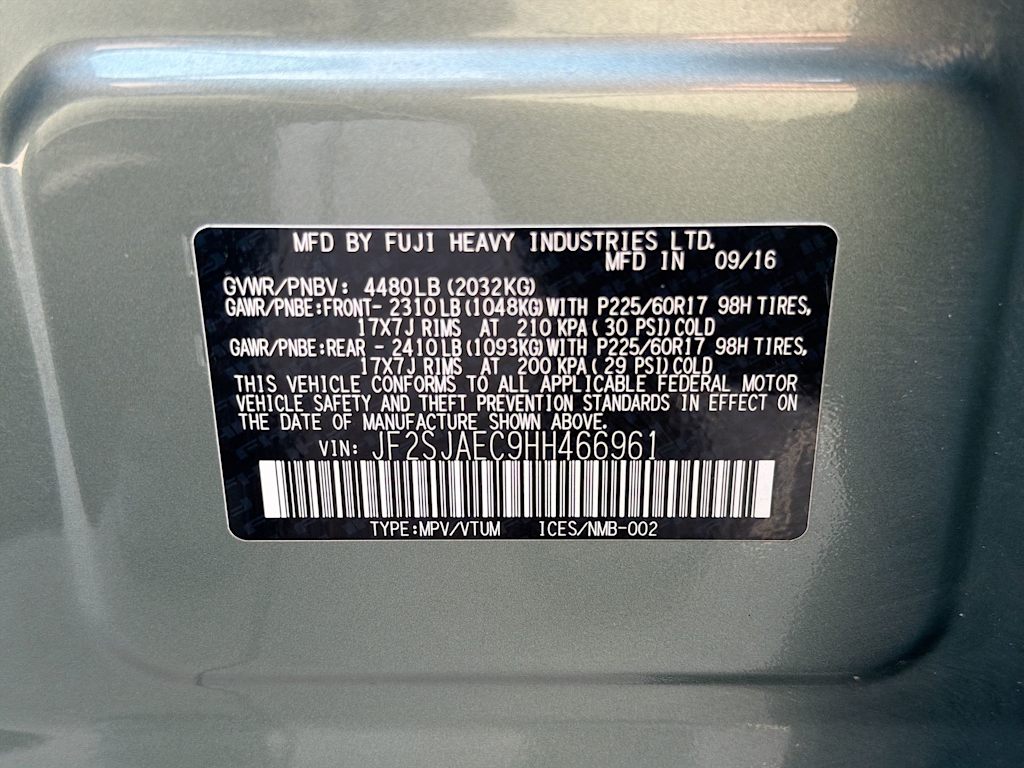 MFD BY FUJI HEAVY INDUSTRIES LTD.
MFD IN 09/16
GVWR/PNBV: 4480LB (2032KG)
GAWR/PNBE:FRONT- 2310LB(1048KG)WITH P225/60R17 98H TIRES,
17X7J RIMS AT 210 KPA( 30 PSI)COLD
GAWR/PNBE:REAR - 2410LB(1093KG)WITH P225/60R17 98H TIRES,
17X7J RIMS AT 200 KPA( 29 PSI)COLD
THIS VEHICLE CONFORMS TO ALL APPLICABLE FEDERAL MOTOR
VEHICLE SAFETY AND THEFT PREVENTION STANDARDS IN EFFECT ON
THE DATE OF MANUFACTURE SHOWN ABOVE.
VIN: JF2SJAEC9HH466961
TYPE:MPV/VTUM ICES/NMB-002